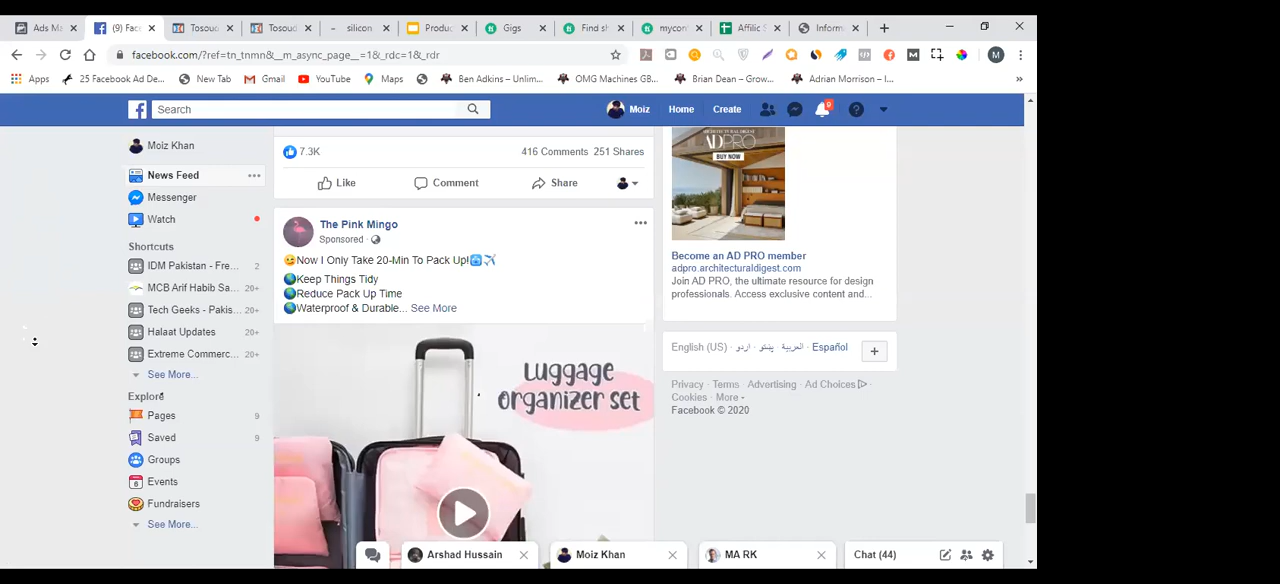 Ads Ma
(9) Fac
Tosoud
Tosoud
silicon
Produc
Gigs
Find sh
mycon
Affilic
Inform
facebook.com/?ref=tn_tnmn&_m_async_page__=1&_rdc=1&_rdr
Apps
25 Facebook Ad De...
New Tab
Gmail
YouTube
Maps
Ben Adkins – Unlim...
OMG Machines GB...
Brian Dean – Grow...
Adrian Morrison – I...
Search
Moiz
Home
Create
9
Moiz Khan
News Feed
Messenger
Watch
Shortcuts
IDM Pakistan - Fre... 2
MCB Arif Habib Sa... 20+
Tech Geeks - Pakis... 20+
Halaat Updates 20+
Extreme Commerc... 20+
See More...
Explore
Pages 9
Saved 9
Groups
Events
Fundraisers
See More...
7.3K
416 Comments 251 Shares
Like Comment Share
The Pink Mingo
Sponsored ·
😉Now I Only Take 20-Min To Pack Up!✈️
🌎Keep Things Tidy
🌎Reduce Pack Up Time
🌎Waterproof & Durable... See More
Luggage
organizer set
ARCHITECTURAL DIGEST
AD PRO
BUY NOW
Become an AD PRO member
adpro.architecturaldigest.com
Join AD PRO, the ultimate resource for design
professionals. Access exclusive content and...
English (US) · اردو · پښتو · العربية · Español
Privacy · Terms · Advertising · Ad Choices ·
Cookies · More
Facebook © 2020
Arshad Hussain
Moiz Khan
MA RK
Chat (44)